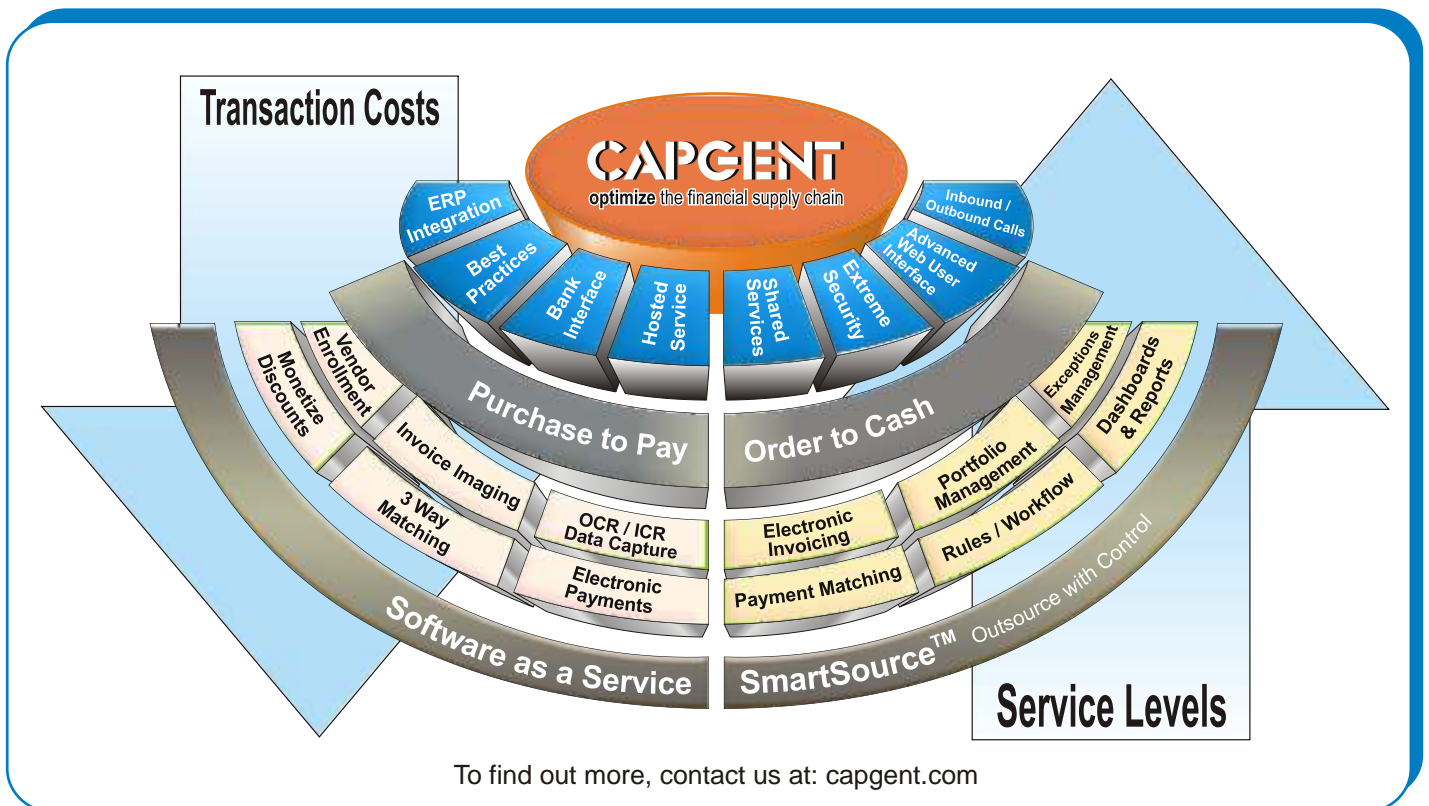 Transaction Costs
CAPGENT
optimize the financial supply chain
ERP
Integration
Best
Practices
Bank
Interface
Hosted
Service
Shared
Services
Extreme
Security
Advanced
Web User
Interface
Inbound /
Outbound Calls
Purchase to Pay
Order to Cash
Vendor
Enrollment
Monetize
Discounts
Invoice Imaging
3 Way
Matching
OCR / ICR
Data Capture
Electronic
Payments
Electronic
Invoicing
Payment Matching
Portfolio
Management
Rules / Workflow
Exceptions
Management
Dashboards
& Reports
Software as a Service
SmartSource™ Outsource with Control
Service Levels
To find out more, contact us at: capgent.com